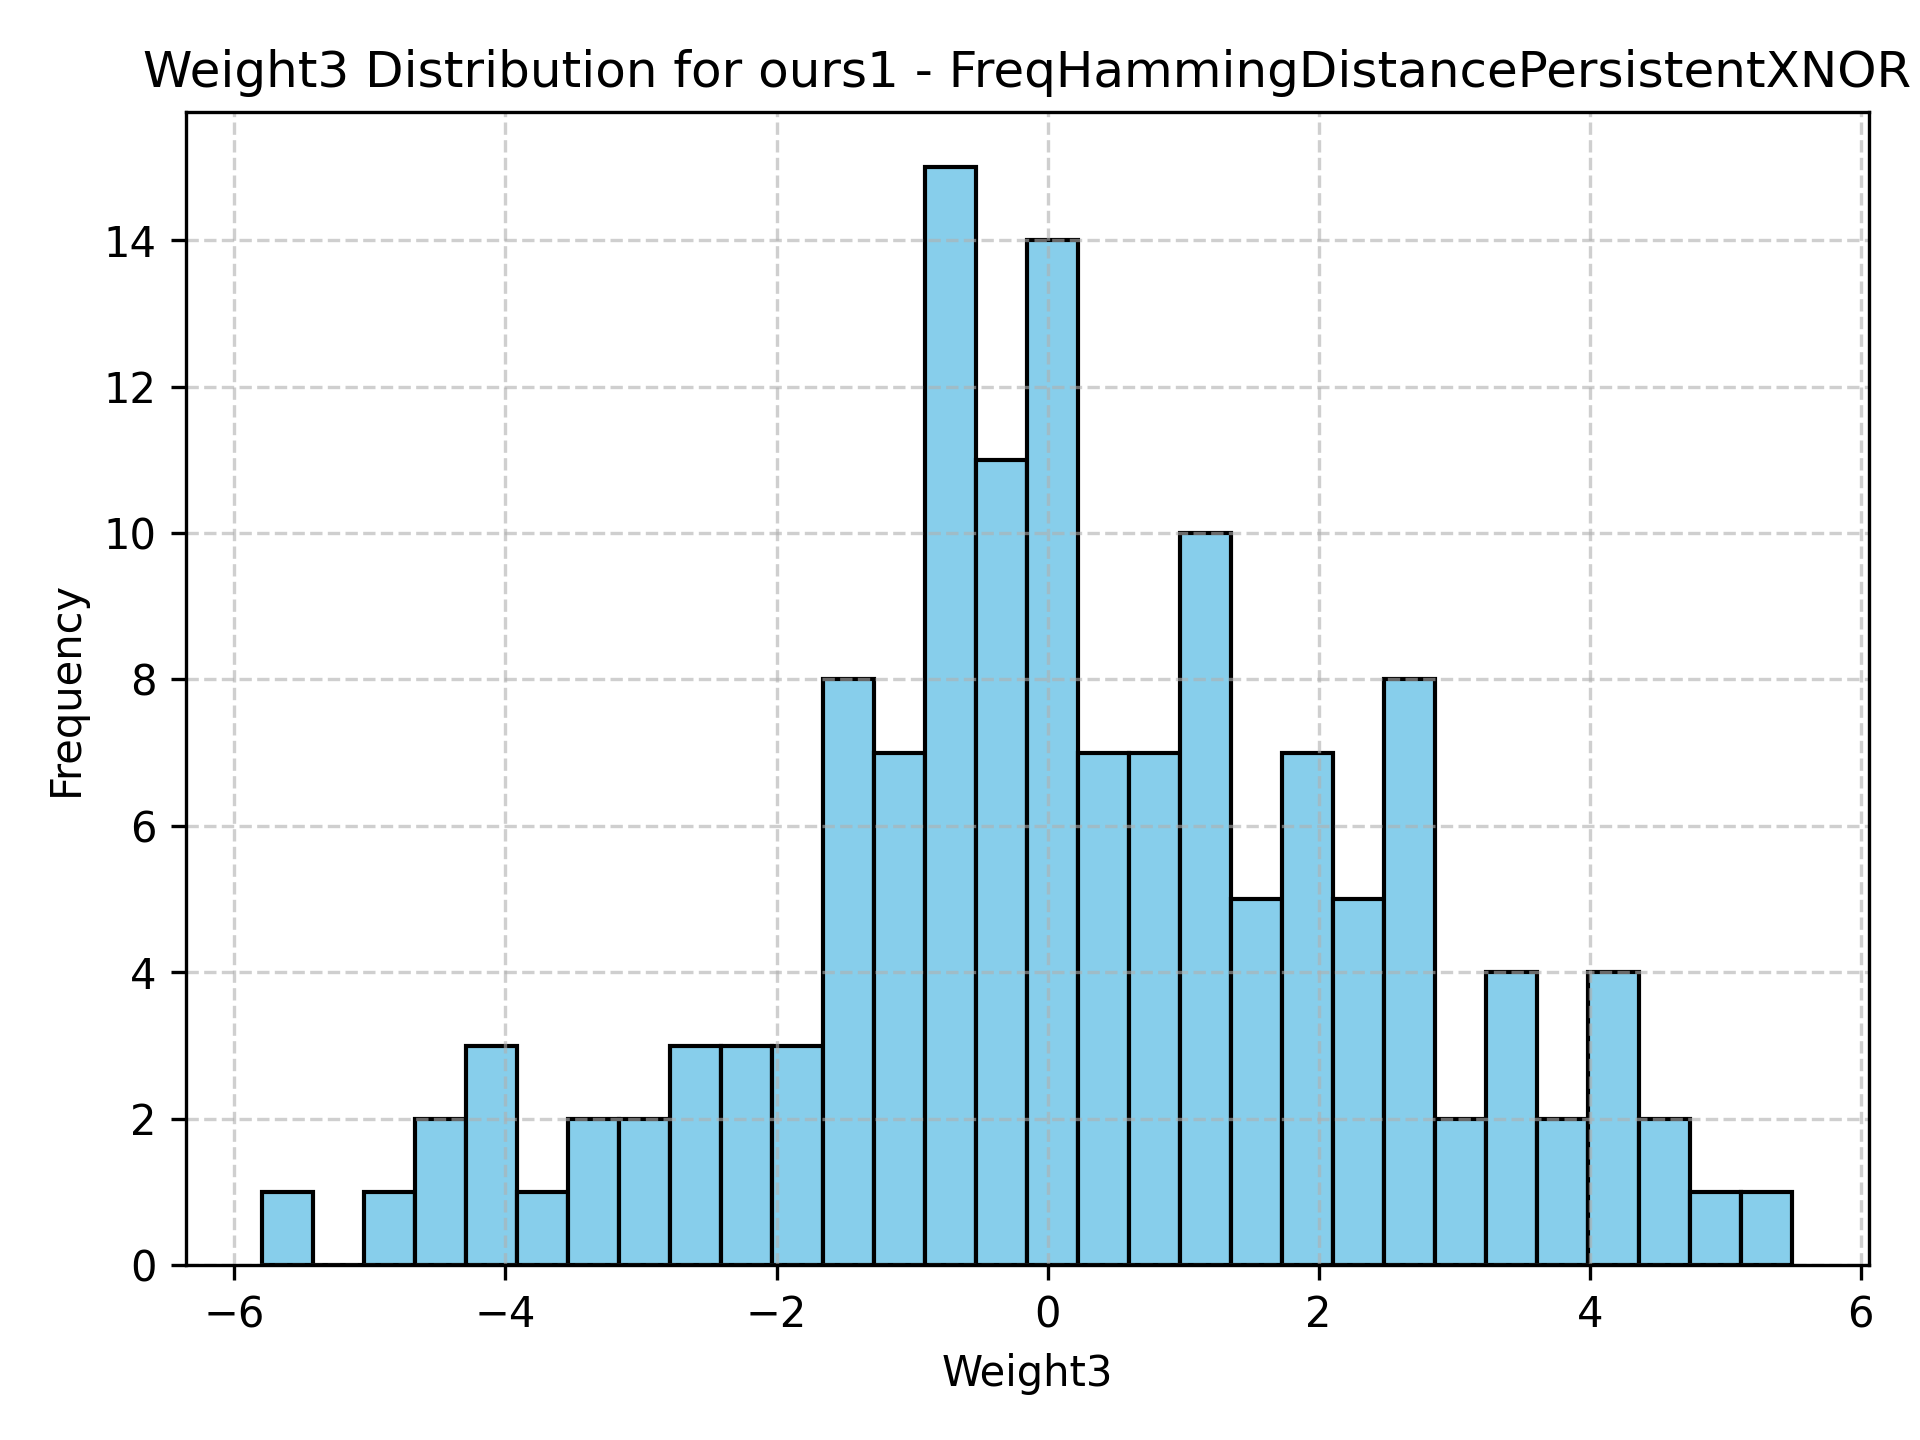 Weight3 Distribution for ours1 - FreqHammingDistancePersistentXNOR
14
12
10
8
6
4
2
0
Frequency
−6 −4 −2 0 2 4 6
Weight3